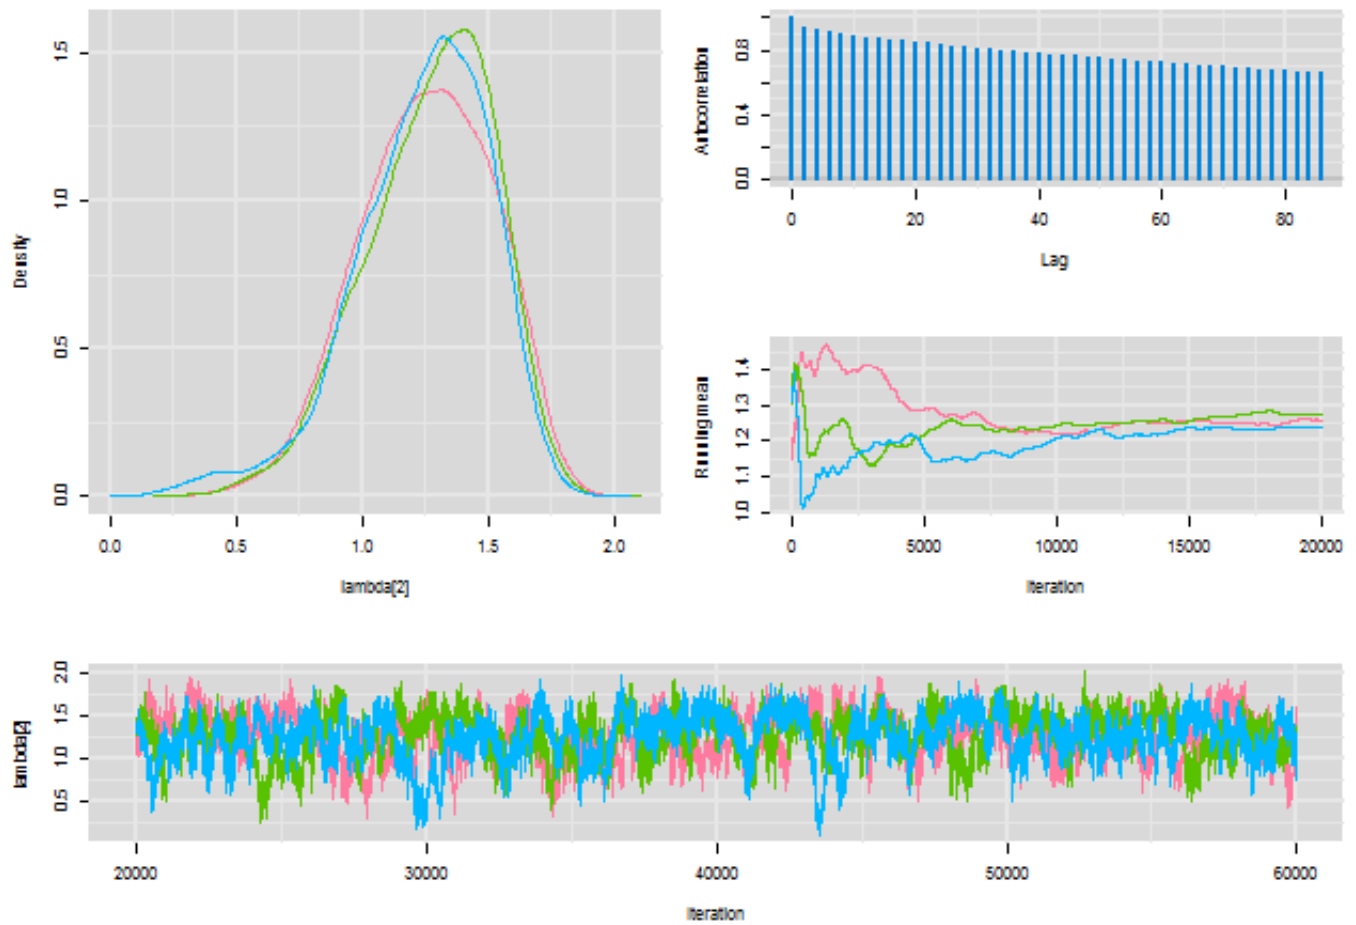 Density
0.0 0.5 1.0 1.5
0.0 0.5 1.0 1.5 2.0
lambda[2]
Autocorrelation
0.0 0.4 0.8
0 20 40 60 80
Lag
Running mean
1.0 1.1 1.2 1.3 1.4
0 5000 10000 15000 20000
Iteration
lambda[2]
0.5 1.0 1.5 2.0
20000 30000 40000 50000 60000
Iteration